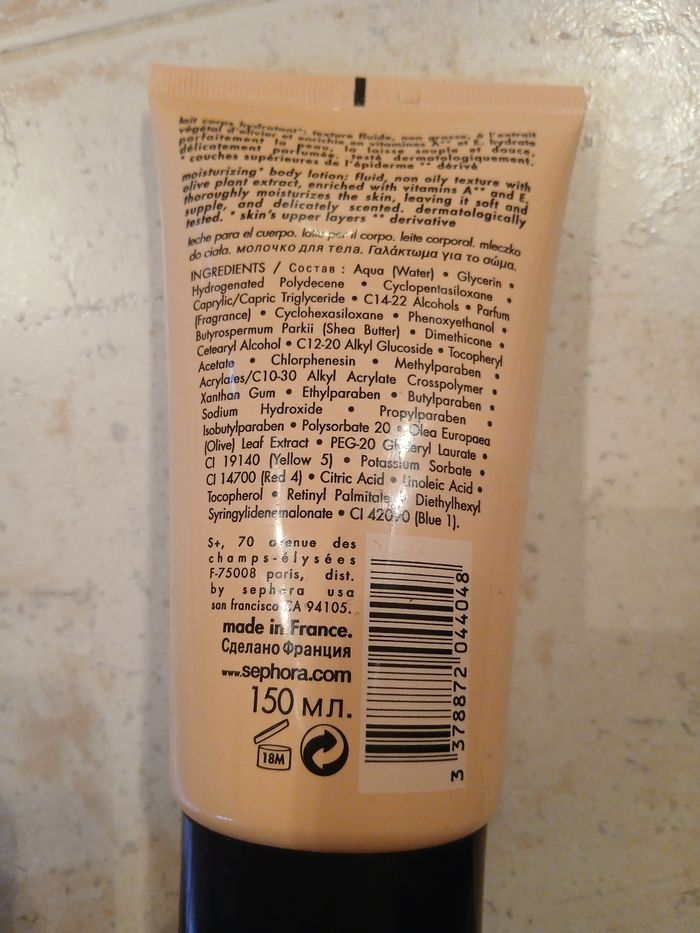 lait corps hydratant*: texture fluide, non grasse, à l'extrait
végétal d'olivier et enrichie en vitamines A** et E. hydrate
parfaitement la peau, la laisse souple et douce,
délicatement parfumée. testé dermatologiquement.
* couches supérieures de l'épiderme ** dérivé
moisturizing* body lotion: fluid, non oily texture with
olive plant extract, enriched with vitamins A** and E,
thoroughly moisturizes the skin, leaving it soft and
supple, and delicately scented. dermatologically
tested. * skin's upper layers ** derivative
leche para el cuerpo. latte per il corpo. leite corporal. mleczko
do ciała. молочко для тела. Γαλάκτωμα για το σώμα.
INGREDIENTS / Состав : Aqua (Water) • Glycerin •
Hydrogenated Polydecene • Cyclopentasiloxane •
Caprylic/Capric Triglyceride • C14-22 Alcohols • Parfum
(Fragrance) • Cyclohexasiloxane • Phenoxyethanol •
Butyrospermum Parkii (Shea Butter) • Dimethicone •
Cetearyl Alcohol • C12-20 Alkyl Glucoside • Tocopheryl
Acetate • Chlorphenesin • Methylparaben •
Acrylates/C10-30 Alkyl Acrylate Crosspolymer •
Xanthan Gum • Ethylparaben • Butylparaben •
Sodium Hydroxide • Propylparaben •
Isobutylparaben • Polysorbate 20 • Olea Europaea
(Olive) Leaf Extract • PEG-20 Glyceryl Laurate •
CI 19140 (Yellow 5) • Potassium Sorbate •
CI 14700 (Red 4) • Citric Acid • Linoleic Acid •
Tocopherol • Retinyl Palmitate • Diethylhexyl
Syringylidenemalonate • CI 42090 (Blue 1).
S+, 70 avenue des
champs-élysées
F-75008 paris, dist.
by sephora usa
san francisco CA 94105.
made in France.
Сделано Франция
www.sephora.com
150 мл.
18M
3 378872 044048